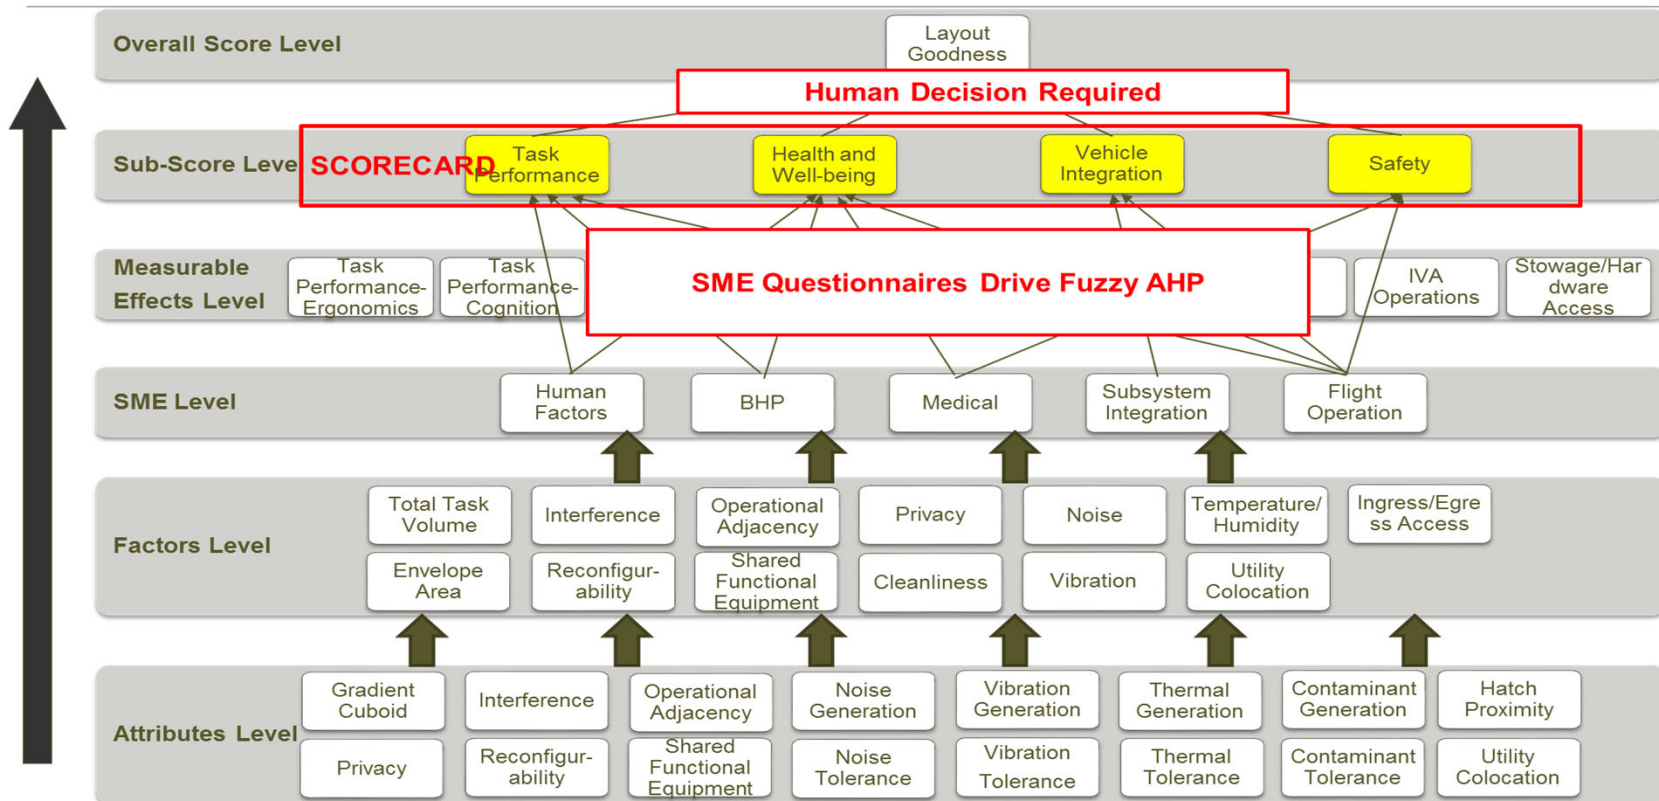 Overall Score Level
Layout
Goodness
Human Decision Required
Sub-Score Level
SCORECARD
Task
Performance
Health and
Well-being
Vehicle
Integration
Safety
Measurable
Effects Level
Task
Performance-
Ergonomics
Task
Performance-
Cognition
SME Questionnaires Drive Fuzzy AHP
IVA
Operations
Stowage/Har
dware
Access
SME Level
Human
Factors
BHP
Medical
Subsystem
Integration
Flight
Operation
Factors Level
Total Task
Volume
Interference
Operational
Adjacency
Privacy
Noise
Temperature/
Humidity
Ingress/Egre
ss Access
Envelope
Area
Reconfigur-
ability
Shared
Functional
Equipment
Cleanliness
Vibration
Utility
Colocation
Attributes Level
Gradient
Cuboid
Interference
Operational
Adjacency
Noise
Generation
Vibration
Generation
Thermal
Generation
Contaminant
Generation
Hatch
Proximity
Privacy
Reconfigur-
ability
Shared
Functional
Equipment
Noise
Tolerance
Vibration
Tolerance
Thermal
Tolerance
Contaminant
Tolerance
Utility
Colocation